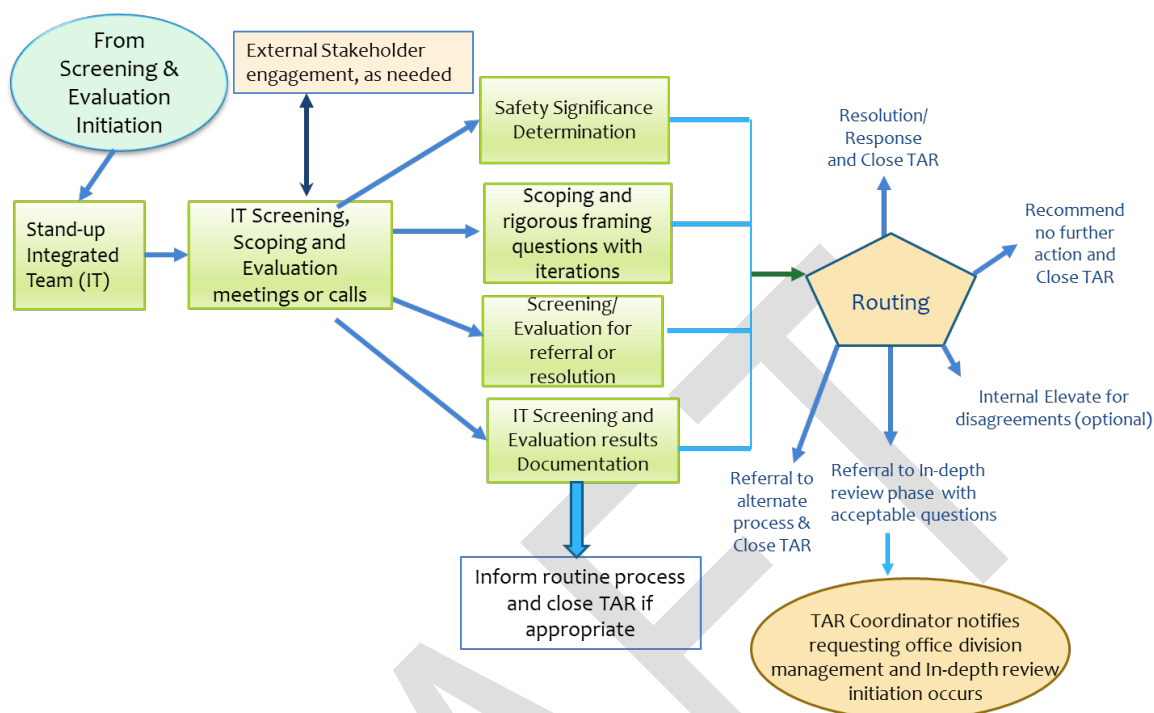 From
Screening &
Evaluation
Initiation
External Stakeholder
engagement, as needed
Stand-up
Integrated
Team (IT)
IT Screening,
Scoping and
Evaluation
meetings or calls
Safety Significance
Determination
Scoping and
rigorous framing
questions with
iterations
Screening/
Evaluation for
referral or
resolution
IT Screening and
Evaluation results
Documentation
Inform routine process
and close TAR if
appropriate
Routing
Resolution/
Response
and Close TAR
Recommend
no further
action and
Close TAR
Internal Elevate for
disagreements (optional)
Referral to In-depth
review phase with
acceptable questions
Referral to
alternate
process &
Close TAR
TAR Coordinator notifies
requesting office division
management and In-depth review
initiation occurs